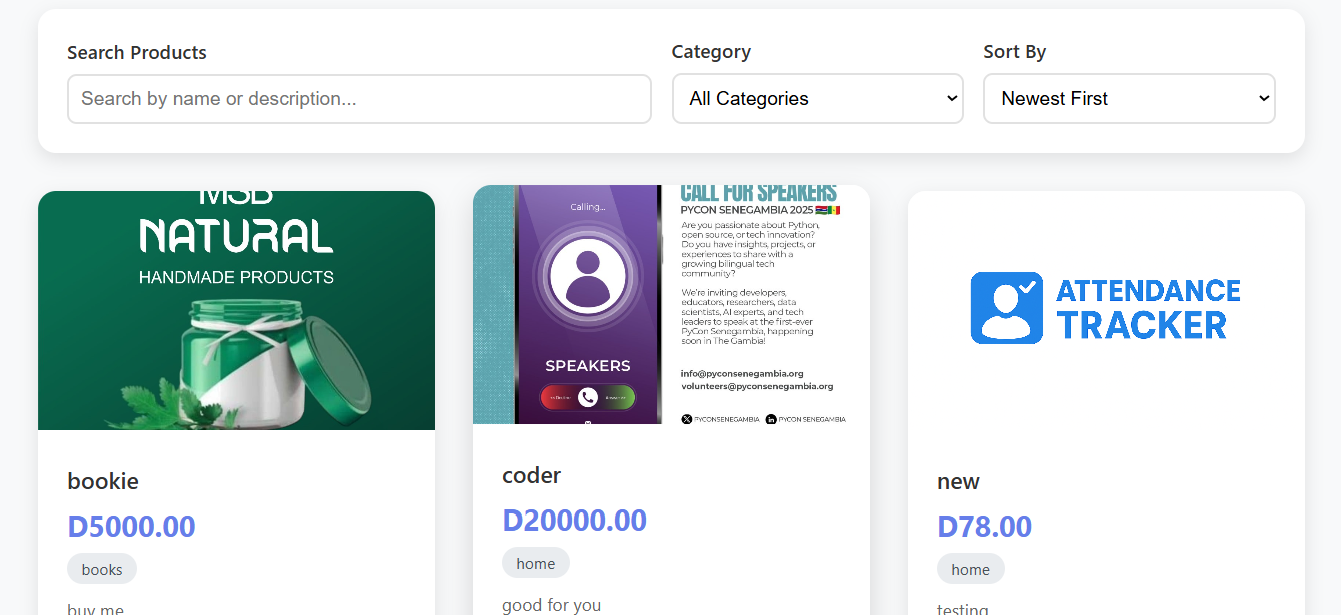 Search Products
Category
Sort By
Search by name or description...
All Categories
Newest First
MSB
NATURAL
HANDMADE PRODUCTS
bookie
D5000.00
books
buy me
Calling...
SPEAKERS
CALL FOR SPEAKERS
PYCON SENEGAMBIA 2025
Are you passionate about Python,
open source, or tech innovation?
Do you have insights, projects, or
experiences to share with a
growing bilingual tech
community?
We're inviting developers,
educators, researchers, data
scientists, AI experts, and tech
leaders to speak at the first-ever
PyCon Senegambia, happening
soon in The Gambia!
info@pyconsenegambia.org
volunteers@pyconsenegambia.org
PYCONSENEGAMBIA
PYCON SENEGAMBIA
coder
D20000.00
home
good for you
ATTENDANCE
TRACKER
new
D78.00
home
testing